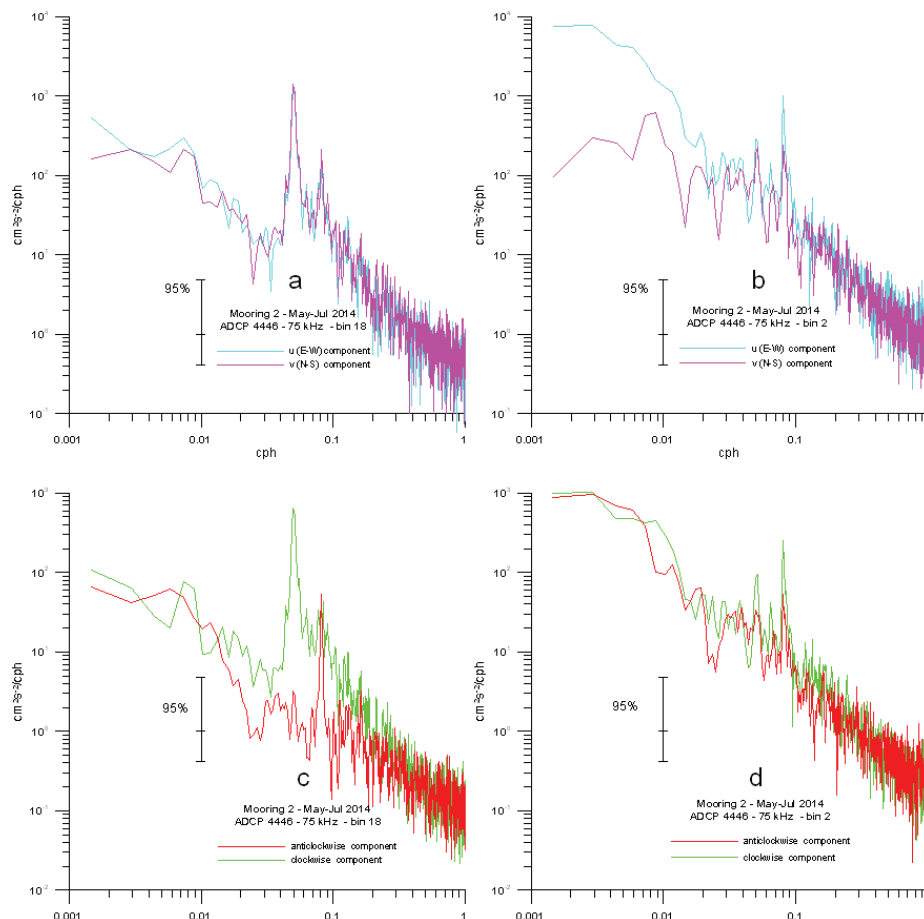 10⁴
10³
10²
10¹
10⁰
10⁻¹
cm²s⁻²/cph
95%
a
Mooring 2 - May-Jul 2014
ADCP 4446 - 75 kHz - bin 18
u (E-W) component
v (N-S) component
0.001
0.01
0.1
1
cph
10⁴
10³
10²
10¹
10⁰
10⁻¹
cm²s⁻²/cph
95%
b
Mooring 2 - May-Jul 2014
ADCP 4446 - 75 kHz - bin 2
u (E-W) component
v (N-S) component
0.001
0.01
0.1
cph
10³
10²
10¹
10⁰
10⁻¹
10⁻²
cm²s⁻²/cph
95%
c
Mooring 2 - May-Jul 2014
ADCP 4446 - 75 kHz - bin 18
anticlockwise component
clockwise component
0.001
0.01
0.1
1
10³
10²
10¹
10⁰
10⁻¹
10⁻²
cm²s⁻²/cph
95%
d
Mooring 2 - May-Jul 2014
ADCP 4446 - 75 kHz - bin 2
anticlockwise component
clockwise component
0.001
0.01
0.1